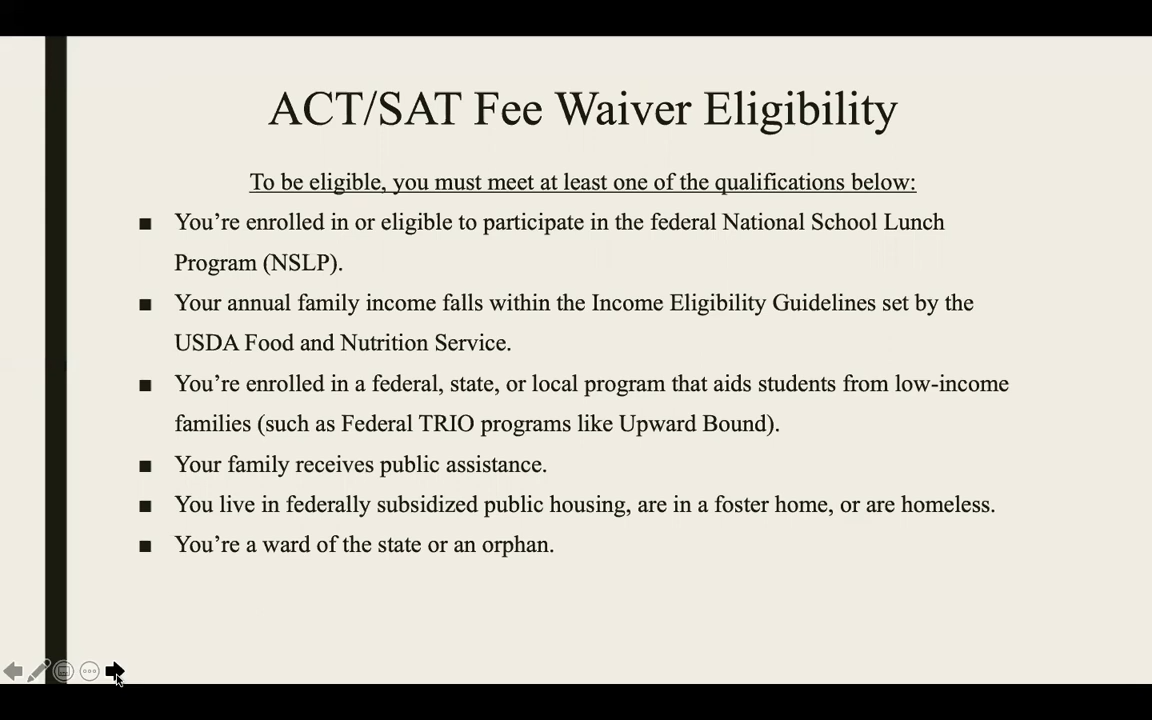 ACT/SAT Fee Waiver Eligibility
To be eligible, you must meet at least one of the qualifications below:
■ You’re enrolled in or eligible to participate in the federal National School Lunch
Program (NSLP).
■ Your annual family income falls within the Income Eligibility Guidelines set by the
USDA Food and Nutrition Service.
■ You’re enrolled in a federal, state, or local program that aids students from low-income
families (such as Federal TRIO programs like Upward Bound).
■ Your family receives public assistance.
■ You live in federally subsidized public housing, are in a foster home, or are homeless.
■ You’re a ward of the state or an orphan.